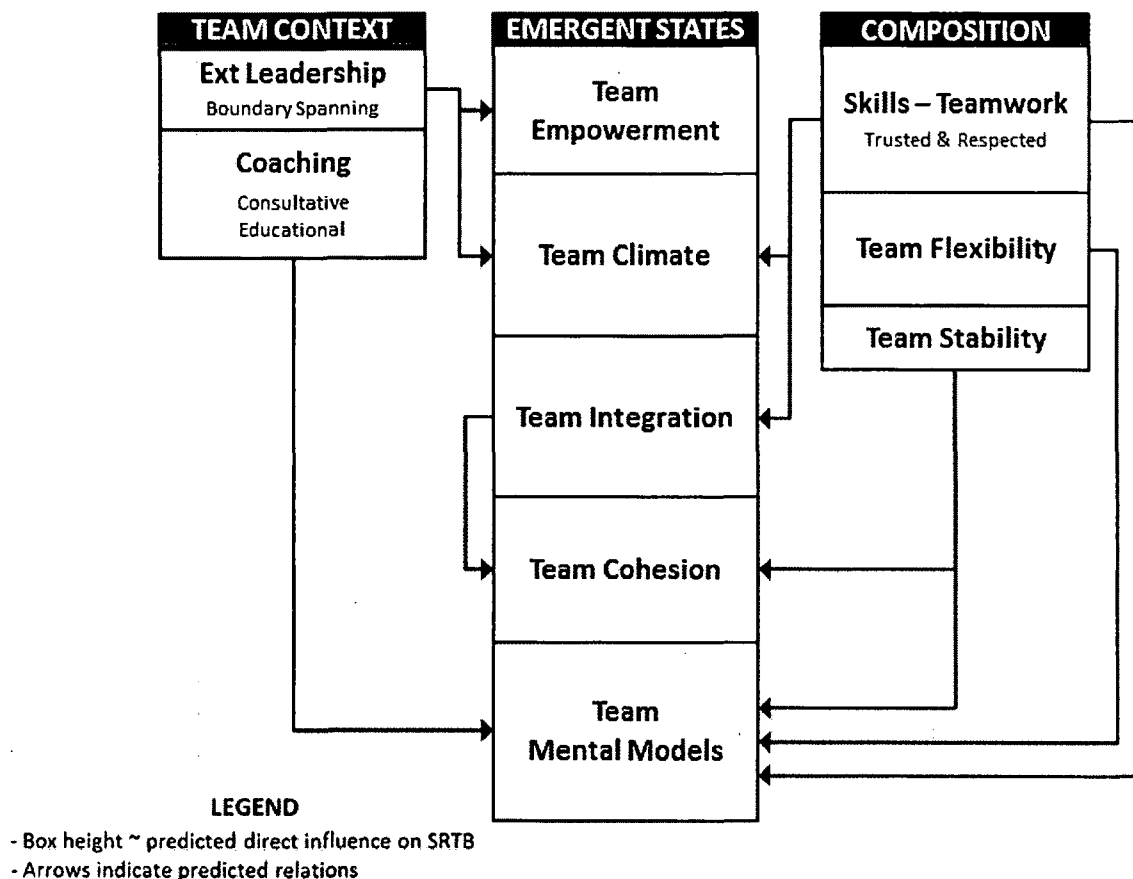 TEAM CONTEXT
Ext Leadership
Boundary Spanning
Coaching
Consultative
Educational
EMERGENT STATES
Team
Empowerment
Team Climate
Team Integration
Team Cohesion
Team
Mental Models
COMPOSITION
Skills – Teamwork
Trusted & Respected
Team Flexibility
Team Stability
LEGEND
- Box height ~ predicted direct influence on SRTB
- Arrows indicate predicted relations